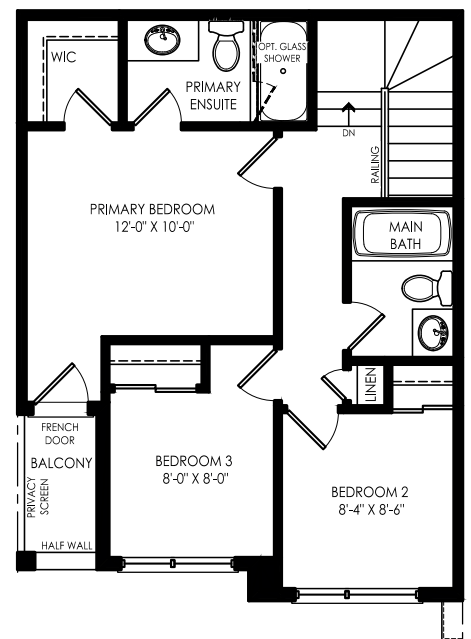 WIC
PRIMARY
ENSUITE
OPT. GLASS
SHOWER
DN
RAILING
PRIMARY BEDROOM
12'-0" X 10'-0"
MAIN
BATH
LINEN
FRENCH
DOOR
BALCONY
PRIVACY
SCREEN
HALF WALL
BEDROOM 3
8'-0" X 8'-0"
BEDROOM 2
8'-4" X 8'-6"